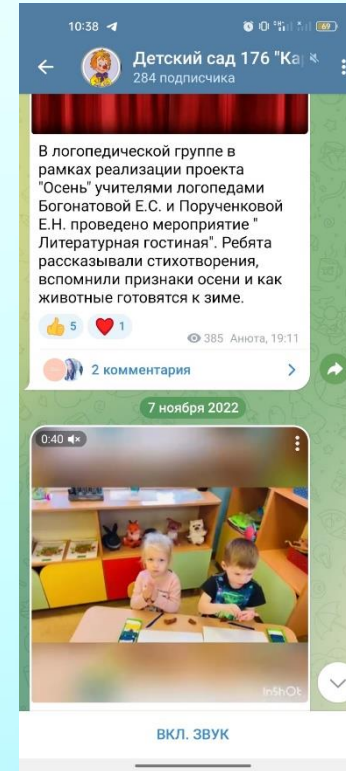 10:38
69
Детский сад 176 "Ка
284 подписчика
В логопедической группе в
рамках реализации проекта
"Осень" учителями логопедами
Богонатовой Е.С. и Порученковой
Е.Н. проведено мероприятие "
Литературная гостиная". Ребята
рассказывали стихотворения,
вспомнили признаки осени и как
животные готовятся к зиме.
5 1
385 Анюта, 19:11
2 комментария
7 ноября 2022
0:40
InShOt
ВКЛ. ЗВУК